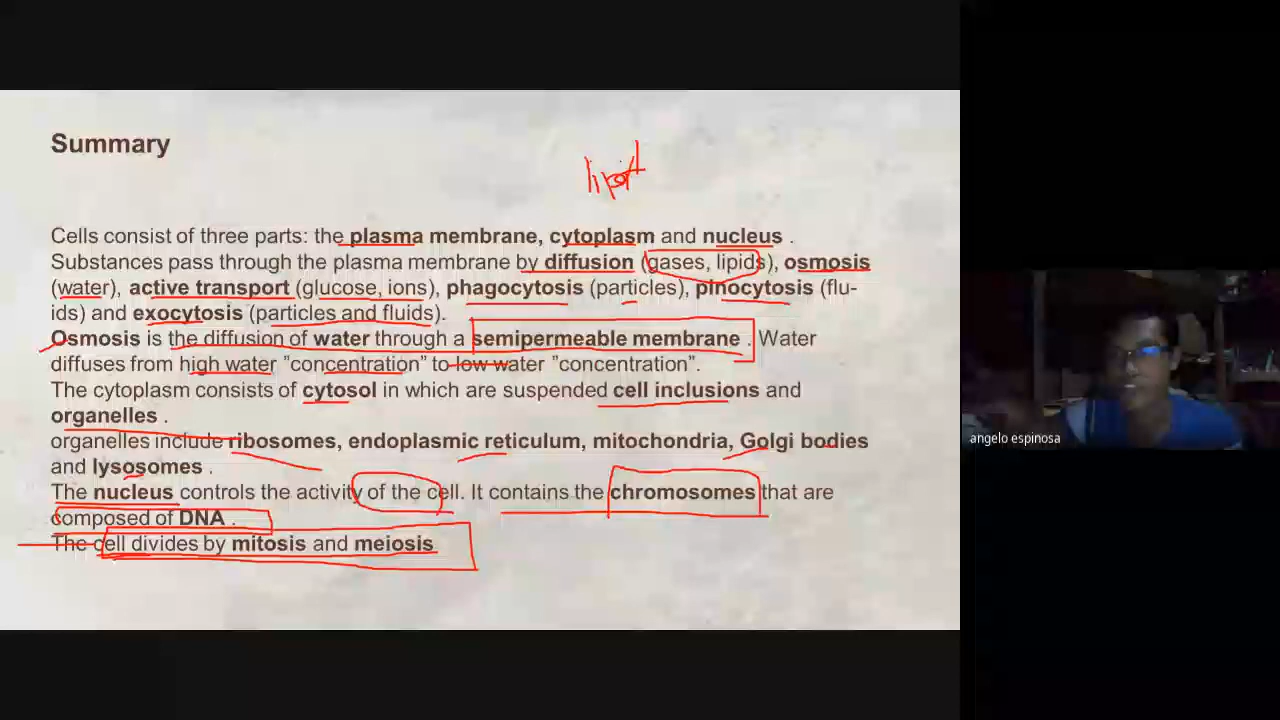 Summary
lipid
Cells consist of three parts: the plasma membrane, cytoplasm and nucleus .
Substances pass through the plasma membrane by diffusion (gases, lipids), osmosis
(water), active transport (glucose, ions), phagocytosis (particles), pinocytosis (flu-
ids) and exocytosis (particles and fluids).
Osmosis is the diffusion of water through a semipermeable membrane . Water
diffuses from high water ”concentration” to low water ”concentration”.
The cytoplasm consists of cytosol in which are suspended cell inclusions and
organelles .
organelles include ribosomes, endoplasmic reticulum, mitochondria, Golgi bodies
and lysosomes .
The nucleus controls the activity of the cell. It contains the chromosomes that are
composed of DNA .
The cell divides by mitosis and meiosis
angelo espinosa